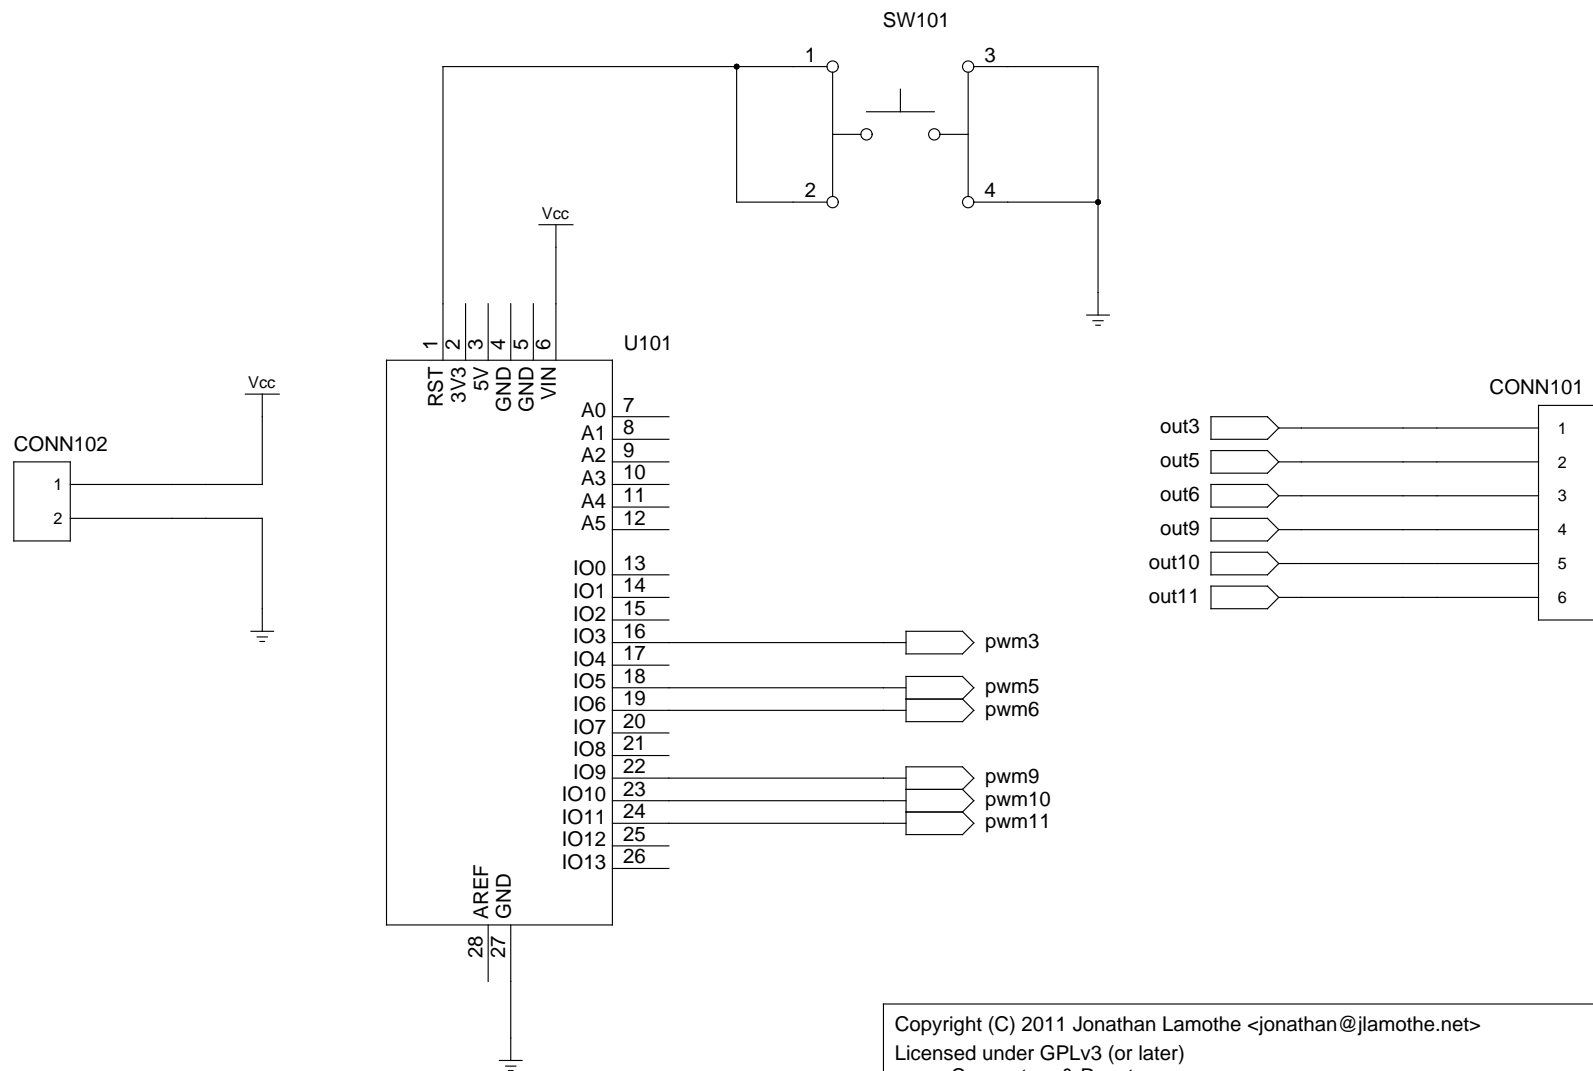 SW101
1
3
2
4
Vcc
1
2
3
4
5
6
U101
RST
3V3
5V
GND
GND
VIN
A0 7
A1 8
A2 9
A3 10
A4 11
A5 12
IO0 13
IO1 14
IO2 15
IO3 16
IO4 17
IO5 18
IO6 19
IO7 20
IO8 21
IO9 22
IO10 23
IO11 24
IO12 25
IO13 26
AREF
GND
28
27
Vcc
CONN102
1
2
pwm3
pwm5
pwm6
pwm9
pwm10
pwm11
CONN101
out3 1
out5 2
out6 3
out9 4
out10 5
out11 6
Copyright (C) 2011 Jonathan Lamothe <jonathan@jlamothe.net>
Licensed under GPLv3 (or later)